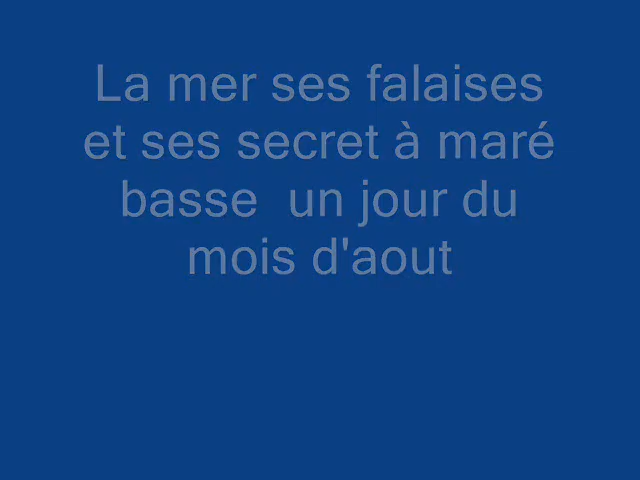 La mer ses falaises
et ses secret à maré
basse  un jour du
mois d'aout